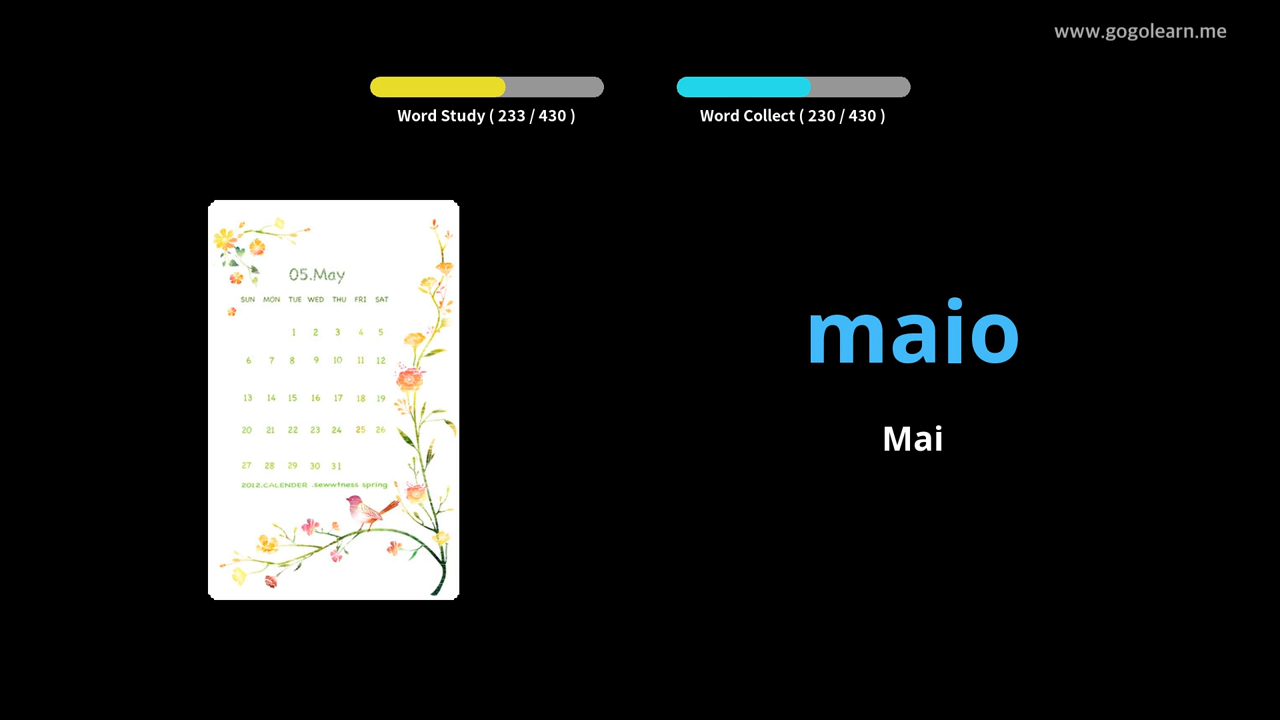 www.gogolearn.me
Word Study ( 233 / 430 )
Word Collect ( 230 / 430 )
05.May
SUN MON TUE WED THU FRI SAT
1 2 3 4 5
6 7 8 9 10 11 12
13 14 15 16 17 18 19
20 21 22 23 24 25 26
27 28 29 30 31
2012.CALENDER .sewwtness spring
maio
Mai